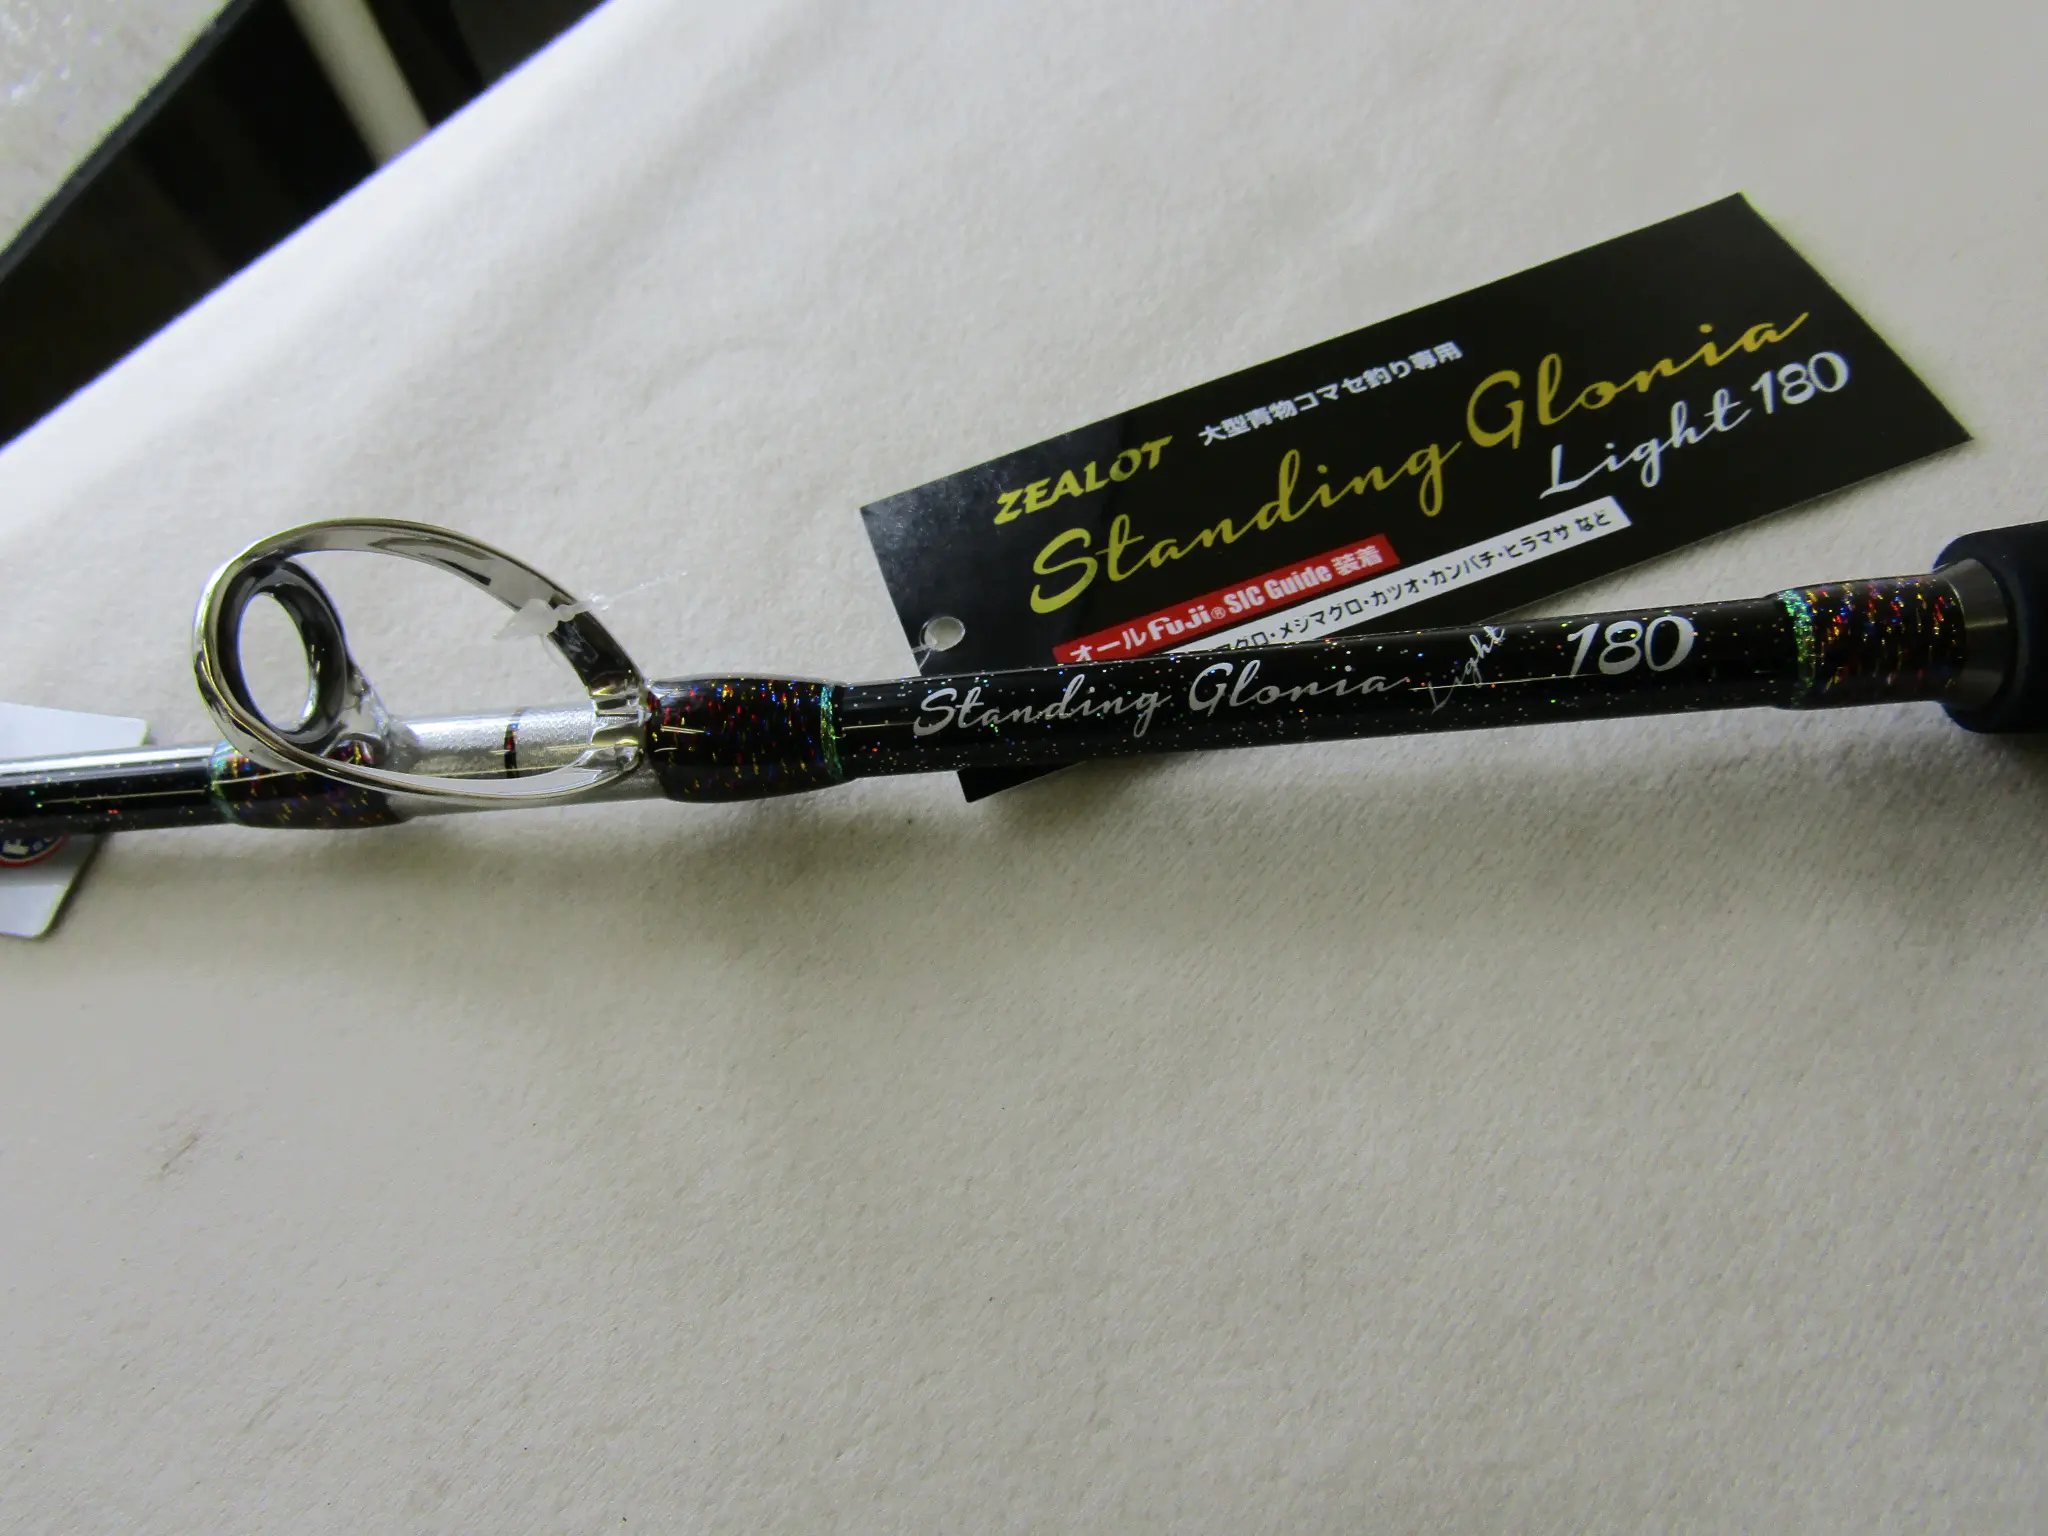 ZEALOT 大型青物コマセ釣り専用
Standing Gloria
Light 180
オールFuji® SIC Guide 装着
グロ・メジマグロ・カツオ・カンパチ・ヒラマサ など
Standing Gloria Light 180